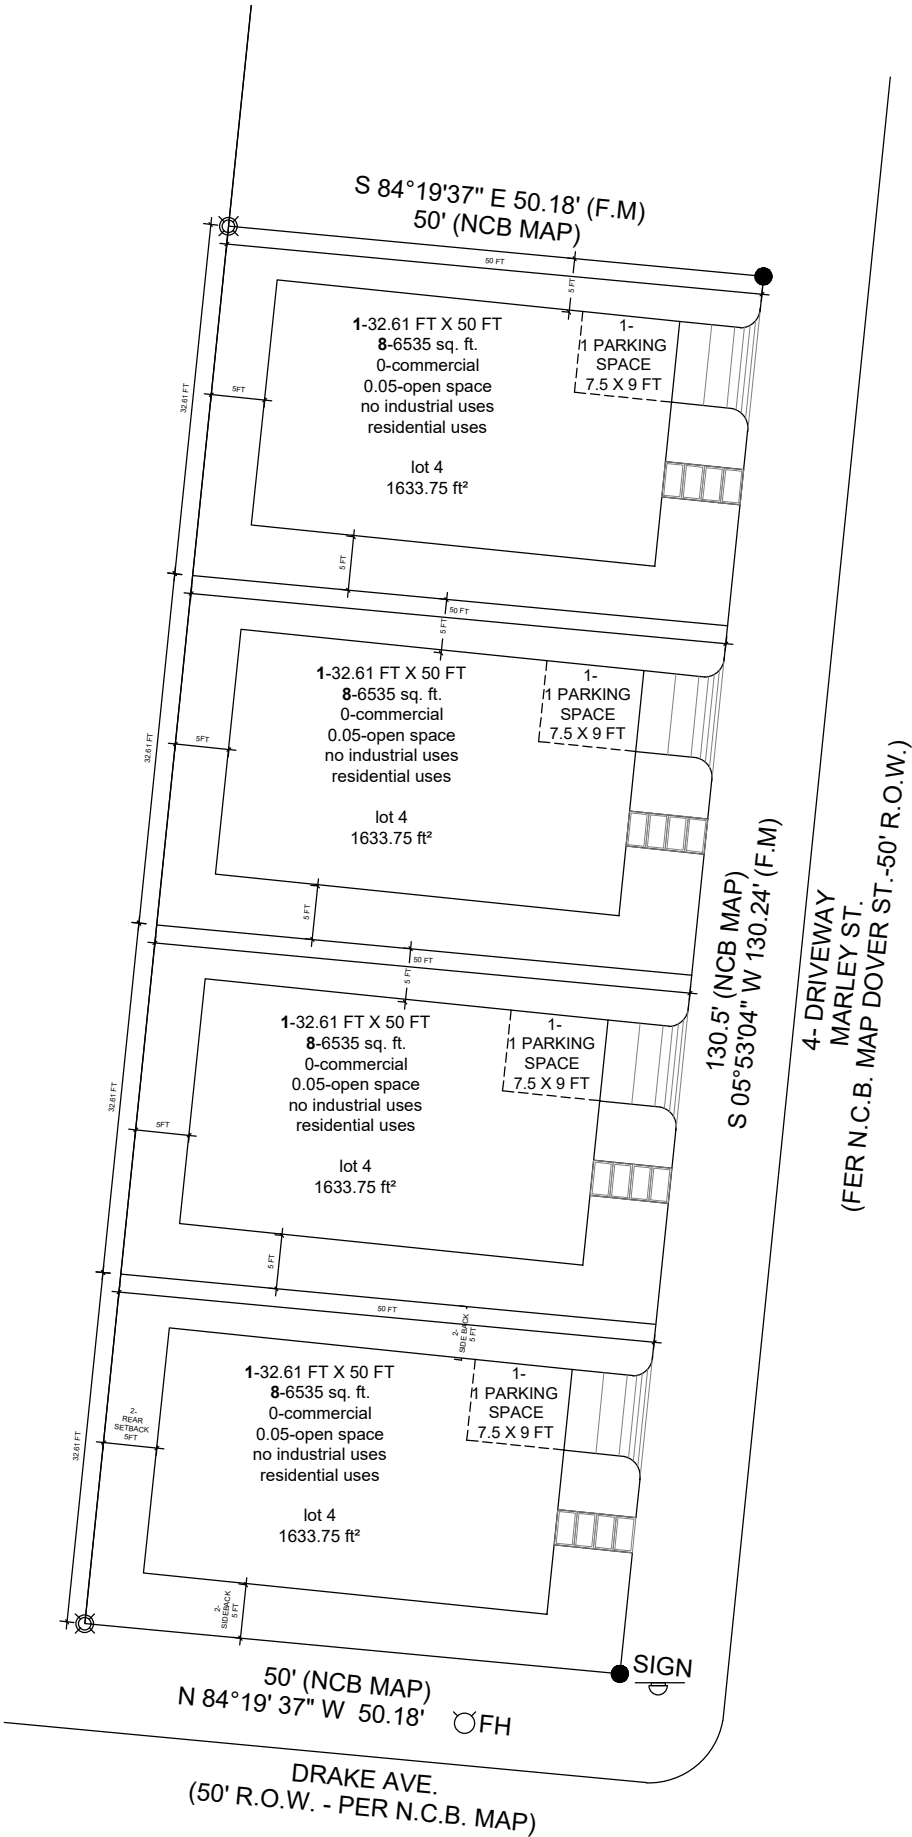 S 84°19'37" E 50.18' (F.M)
50' (NCB MAP)
50 FT
5 FT
1-32.61 FT X 50 FT
8-6535 sq. ft.
0-commercial
0.05-open space
no industrial uses
residential uses
lot 4
1633.75 ft²
1-
1 PARKING
SPACE
7.5 X 9 FT
32.61 FT
5FT
5 FT
50 FT
5 FT
1-32.61 FT X 50 FT
8-6535 sq. ft.
0-commercial
0.05-open space
no industrial uses
residential uses
lot 4
1633.75 ft²
1-
1 PARKING
SPACE
7.5 X 9 FT
32.61 FT
5FT
5 FT
50 FT
5 FT
1-32.61 FT X 50 FT
8-6535 sq. ft.
0-commercial
0.05-open space
no industrial uses
residential uses
lot 4
1633.75 ft²
1-
1 PARKING
SPACE
7.5 X 9 FT
32.61 FT
5FT
5 FT
50 FT
2-
SIDE BACK
5 FT
1-32.61 FT X 50 FT
8-6535 sq. ft.
0-commercial
0.05-open space
no industrial uses
residential uses
lot 4
1633.75 ft²
1-
1 PARKING
SPACE
7.5 X 9 FT
32.61 FT
2-
REAR
SETBACK
5FT
2-
SIDEBACK
5 FT
130.5' (NCB MAP)
S 05°53'04" W 130.24' (F.M)
4- DRIVEWAY
MARLEY ST.
(FER N.C.B. MAP DOVER ST.-50' R.O.W.)
SIGN
50' (NCB MAP)
N 84°19' 37" W 50.18'
FH
DRAKE AVE.
(50' R.O.W. - PER N.C.B. MAP)